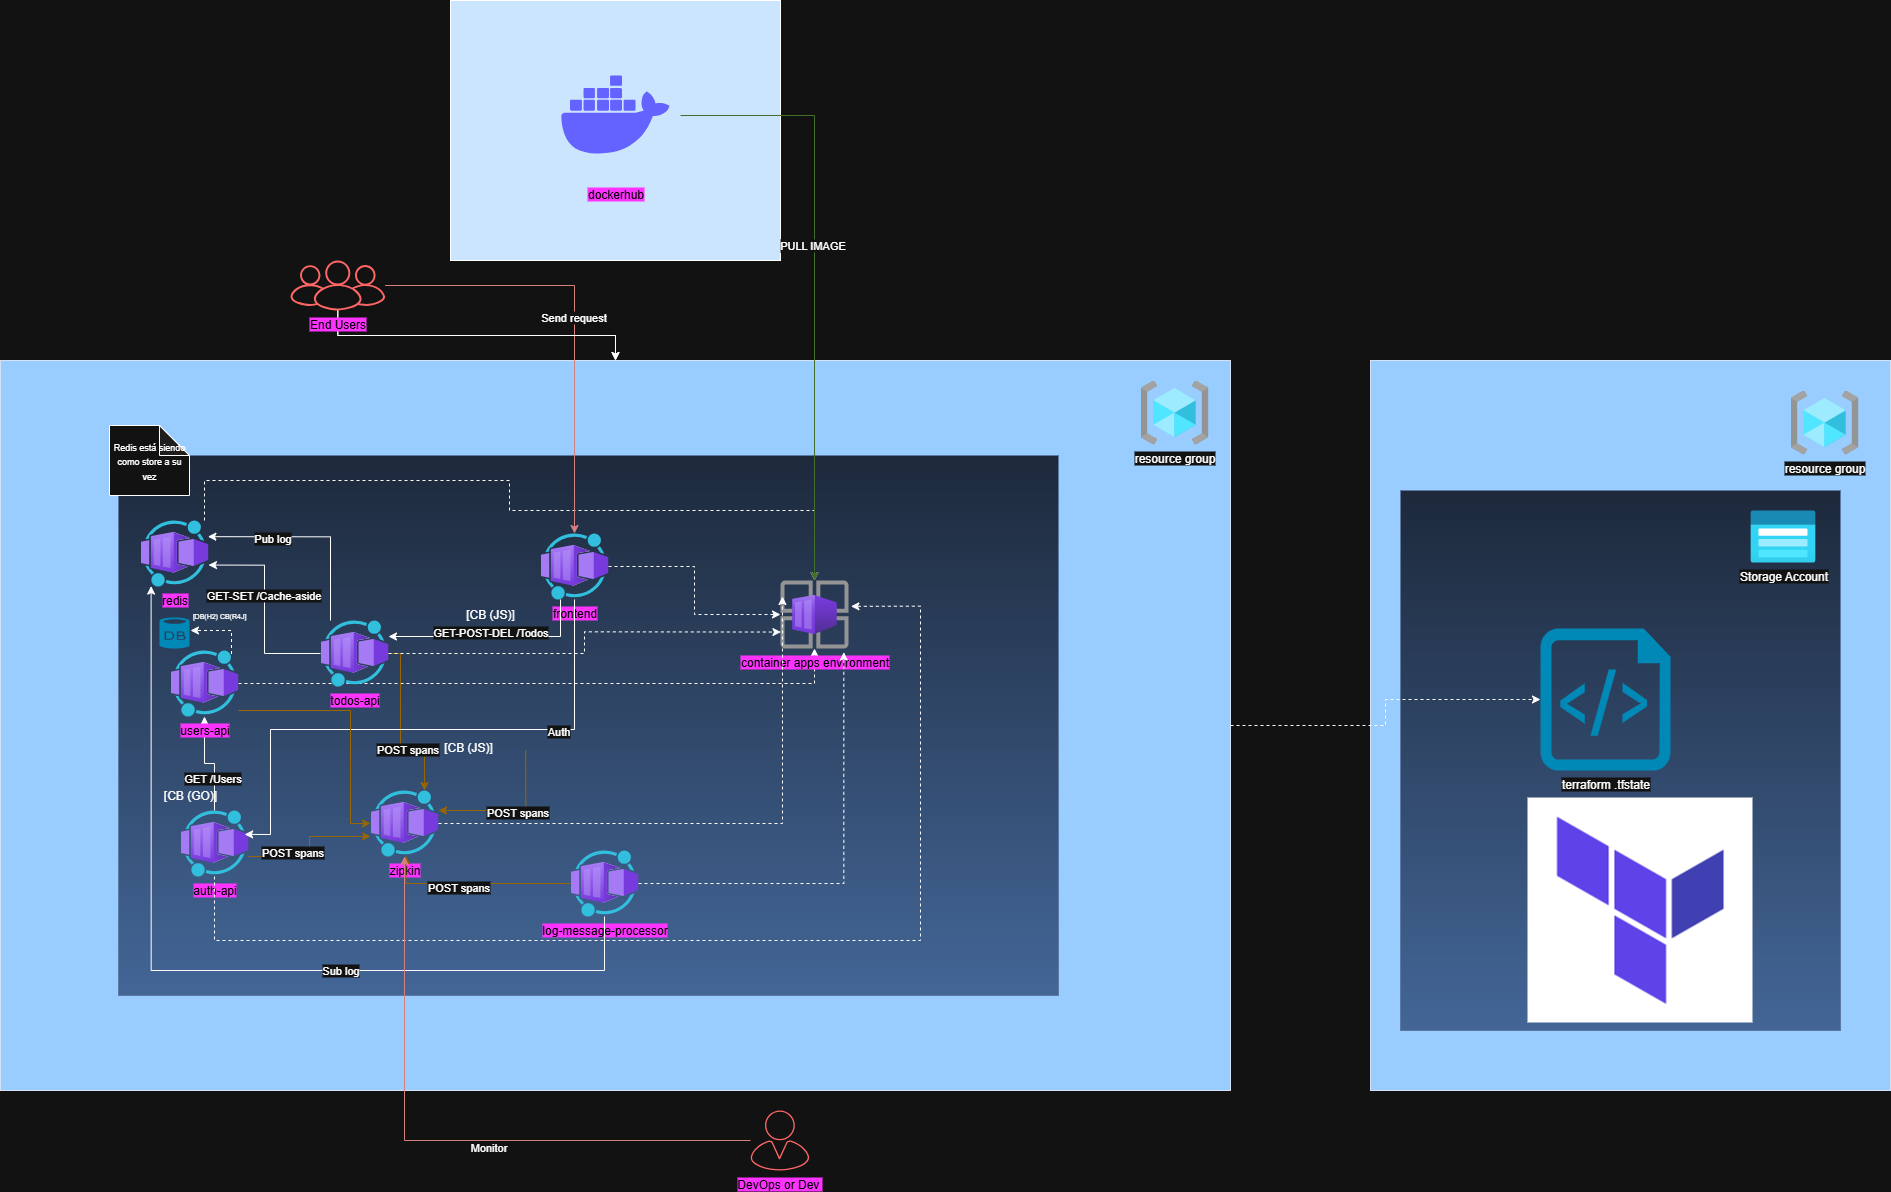 dockerhub
PULL IMAGE
End Users
Send request
resource group
resource group
Redis está siendo
como store a su
vez
Storage Account
Pub log
GET-SET /Cache-aside
redis
[DB(H2) CB(R4J]
DB
[CB (JS)]
frontend
GET-POST-DEL /Todos
container apps environment
todos-api
users-api
Auth
POST spans
[CB (JS)]
GET /Users
[CB (GO)]
terraform .tfstate
POST spans
POST spans
zipkin
auth-api
POST spans
log-message-processor
Sub log
Monitor
DevOps or Dev